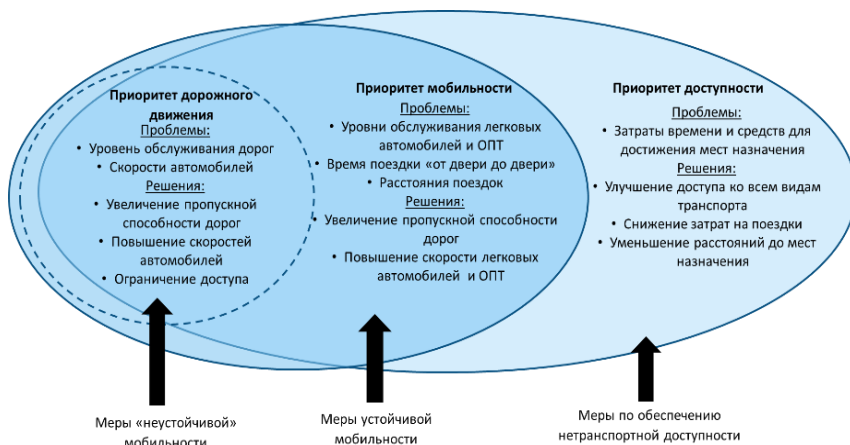 Приоритет дорожного
движения
Проблемы:
• Уровень обслуживания дорог
• Скорости автомобилей
Решения:
• Увеличение пропускной
способности дорог
• Повышение скоростей
автомобилей
• Ограничение доступа
Приоритет мобильности
Проблемы:
• Уровни обслуживания легковых
автомобилей и ОПТ
• Время поездки «от двери до двери»
• Расстояния поездок
Решения:
• Увеличение пропускной способности
дорог
• Повышение скорости легковых
автомобилей и ОПТ
Приоритет доступности
Проблемы:
• Затраты времени и средств для
достижения мест назначения
Решения:
• Улучшение доступа ко всем видам
транспорта
• Снижение затрат на поездки
• Уменьшение расстояний до мест
назначения
Меры «неустойчивой»
мобильности
Меры устойчивой
мобильности
Меры по обеспечению
нетранспортной доступности